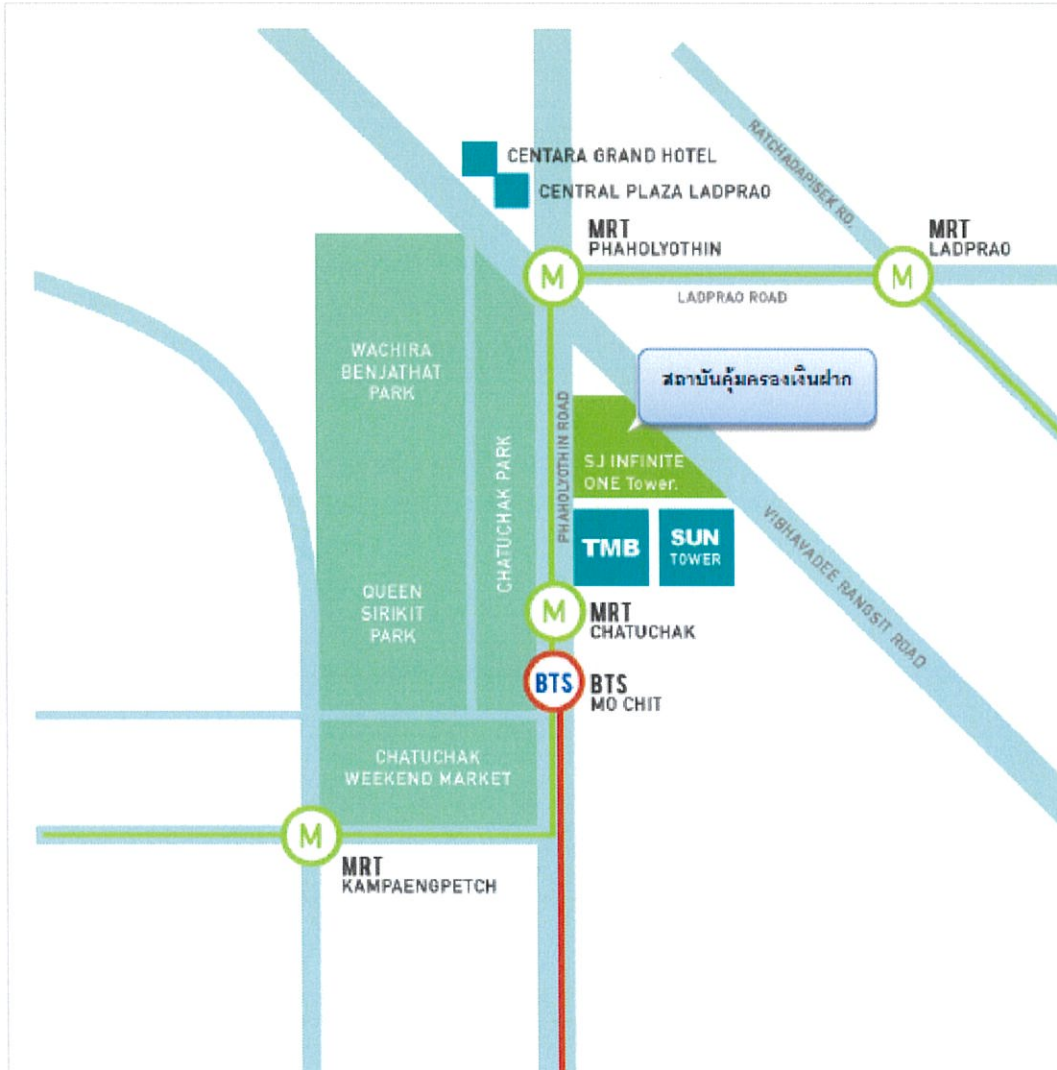 CENTARA GRAND HOTEL
CENTRAL PLAZA LADPRAO
RATCHADAPISEK RD.
MRT
PHAHOLYOTHIN
MRT
LADPRAO
M
M
LADPRAO ROAD
WACHIRA
BENJATHAT
PARK
สถาบันคุ้มครองเงินฝาก
CHATUCHAK PARK
PHAHOLYOTHIN ROAD
SJ INFINITE
ONE Tower.
VIBHAVADEE RANGSIT ROAD
TMB
SUN
TOWER
QUEEN
SIRIKIT
PARK
M
MRT
CHATUCHAK
BTS
BTS
MO CHIT
CHATUCHAK
WEEKEND MARKET
M
MRT
KAMPAENGPETCH